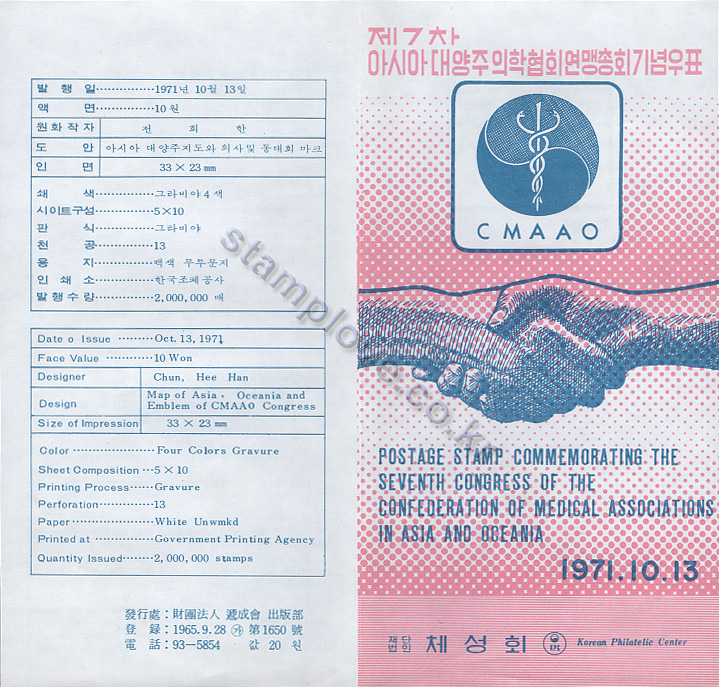 발 행 일 ··············· 1971년 10월 13일
액 면 ··············· 10 원
원 화 작 자 전 희 한
도 안 아시아 대양주지도와 의사및 동대회 마크
인 면 33 × 23 mm
쇄 색 ··············· 그라비아 4 색
시이트구성 ··············· 5×10
판 식 ··············· 그라비야
천 공 ··············· 13
용 지 ··············· 백색 무투문지
인 쇄 소 ··············· 한국조폐공사
발 행 수 량 ··············· 2,000,000 매
Date o Issue ········· Oct. 13, 1971
Face Value ············ 10 Won
Designer Chun, Hee Han
Design Map of Asia, Oceania and
Emblem of CMAAO Congress
Size of Impression 33 × 23 mm
Color ··················· Four Colors Gravure
Sheet Composition ··· 5 × 10
Printing Process ······ Gravure
Perforation ············ 13
Paper ··················· White Unwmkd
Printed at ············ Government Printing Agency
Quantity Issued ······· 2,000,000 stamps
發行處: 財團法人 遞成會 出版部
登 錄: 1965.9.28 ㉮ 第1650 號
電 話: 93-5854 값 20 원
제7차
아시아대양주의학협회연맹총회기념우표
CMAAO
POSTAGE STAMP COMMEMORATING THE
SEVENTH CONGRESS OF THE
CONFEDERATION OF MEDICAL ASSOCIATIONS
IN ASIA AND OCEANIA
1971.10.13
재단법인 체성회 KPC Korean Philatelic Center
stamplove.co.kr